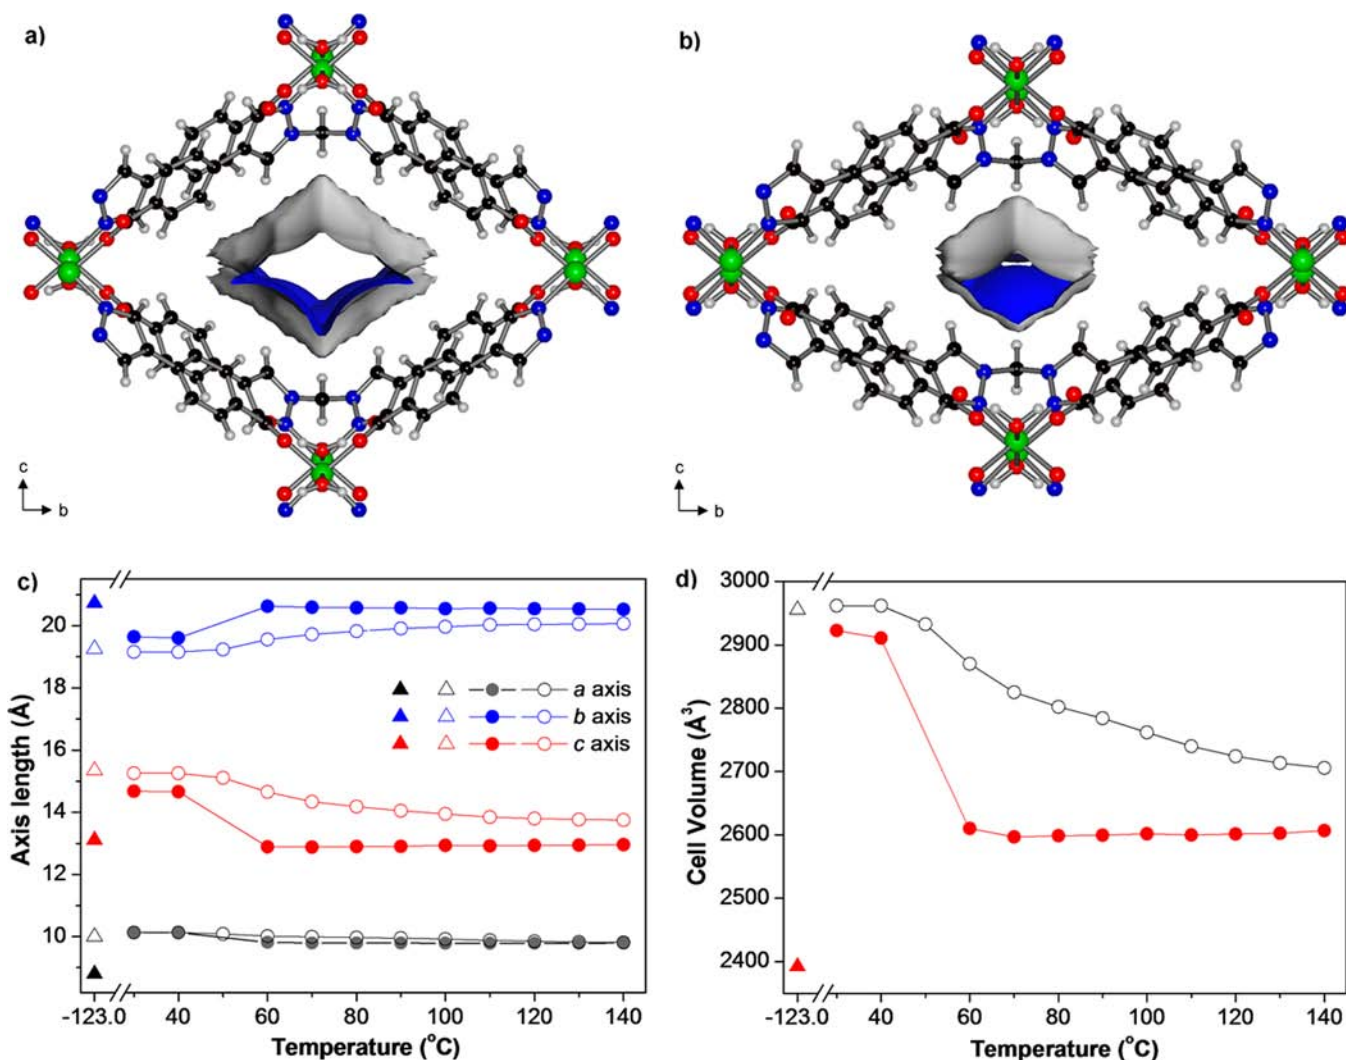 a)
b)
c
b
c
b
c)
Axis length (Å)
20
18
16
14
12
10
a axis
b axis
c axis
-123.0 40 60 80 100 120 140
Temperature (°C)
d)
Cell Volume (Å³)
3000
2900
2800
2700
2600
2500
2400
-123.0 40 60 80 100 120 140
Temperature (°C)